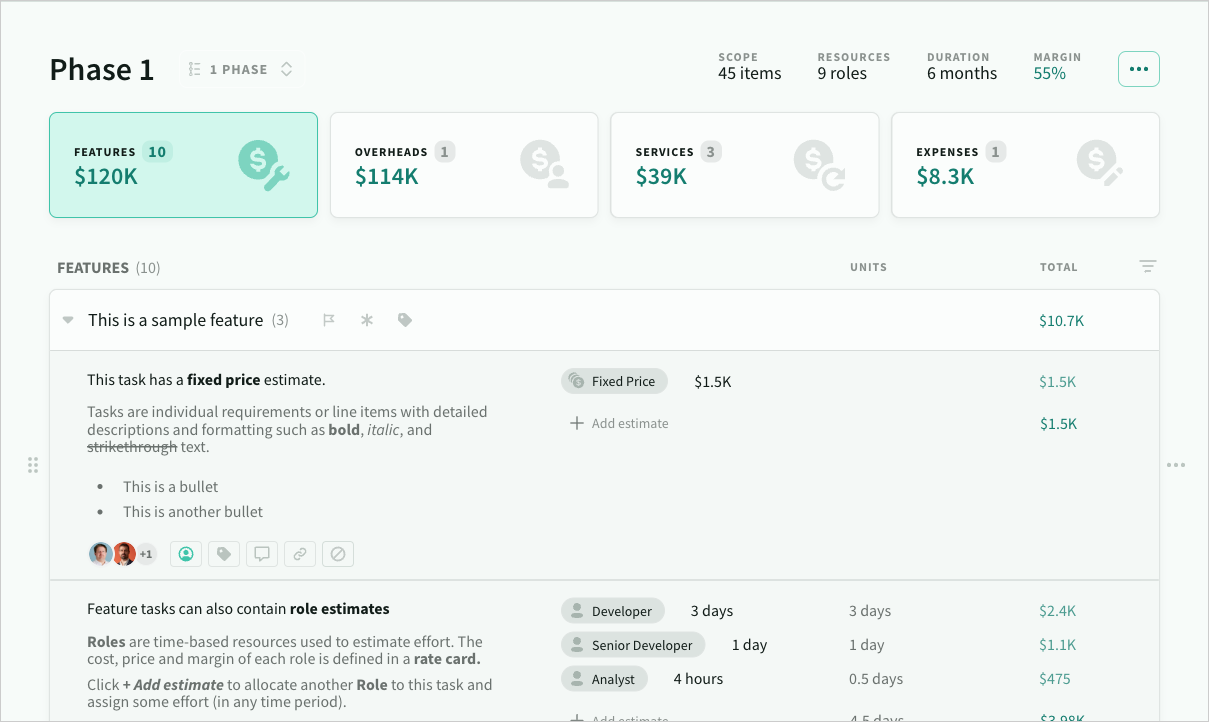 Phase 1
1 PHASE
SCOPE
45 items
RESOURCES
9 roles
DURATION
6 months
MARGIN
55%
FEATURES 10
$120K
OVERHEADS 1
$114K
SERVICES 3
$39K
EXPENSES 1
$8.3K
FEATURES (10) UNITS TOTAL
This is a sample feature (3) $10.7K
This task has a fixed price estimate.
Fixed Price $1.5K $1.5K
Tasks are individual requirements or line items with detailed
descriptions and formatting such as bold, italic, and
strikethrough text.
Add estimate $1.5K
• This is a bullet
• This is another bullet
+1
Feature tasks can also contain role estimates
Roles are time-based resources used to estimate effort. The
cost, price and margin of each role is defined in a rate card.
Click + Add estimate to allocate another Role to this task and
assign some effort (in any time period).
Developer 3 days 3 days $2.4K
Senior Developer 1 day 1 day $1.1K
Analyst 4 hours 0.5 days $475
Add estimate 4.5 days $3.98K